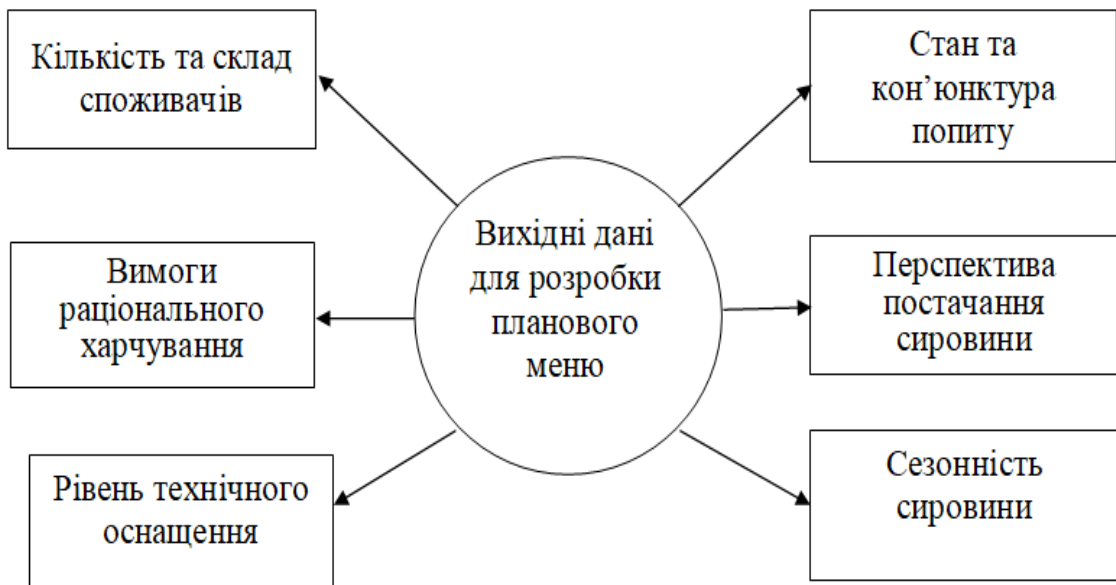 Кількість та склад
споживачів
Стан та
кон’юнктура
попиту
Вихідні дані
для розробки
планового
меню
Вимоги
раціонального
харчування
Перспектива
постачання
сировини
Рівень технічного
оснащення
Сезонність
сировини